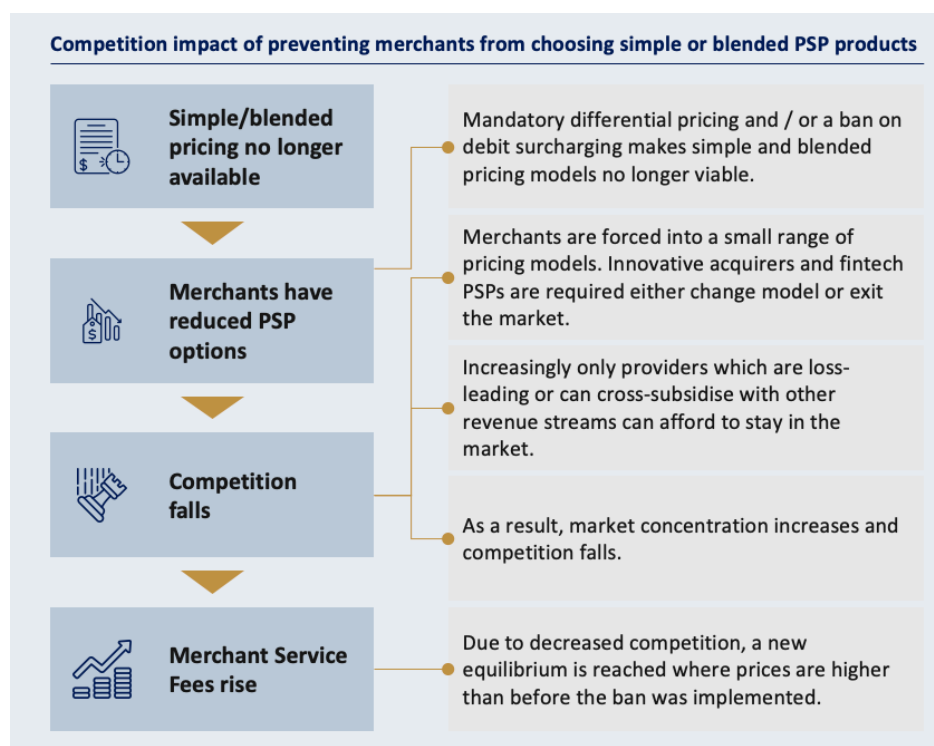 Competition impact of preventing merchants from choosing simple or blended PSP products
Simple/blended
pricing no longer
available
Mandatory differential pricing and / or a ban on
debit surcharging makes simple and blended
pricing models no longer viable.
Merchants have
reduced PSP
options
Merchants are forced into a small range of
pricing models. Innovative acquirers and fintech
PSPs are required either change model or exit
the market.
Increasingly only providers which are loss-
leading or can cross-subsidise with other
revenue streams can afford to stay in the
market.
Competition
falls
As a result, market concentration increases and
competition falls.
Merchant Service
Fees rise
Due to decreased competition, a new
equilibrium is reached where prices are higher
than before the ban was implemented.